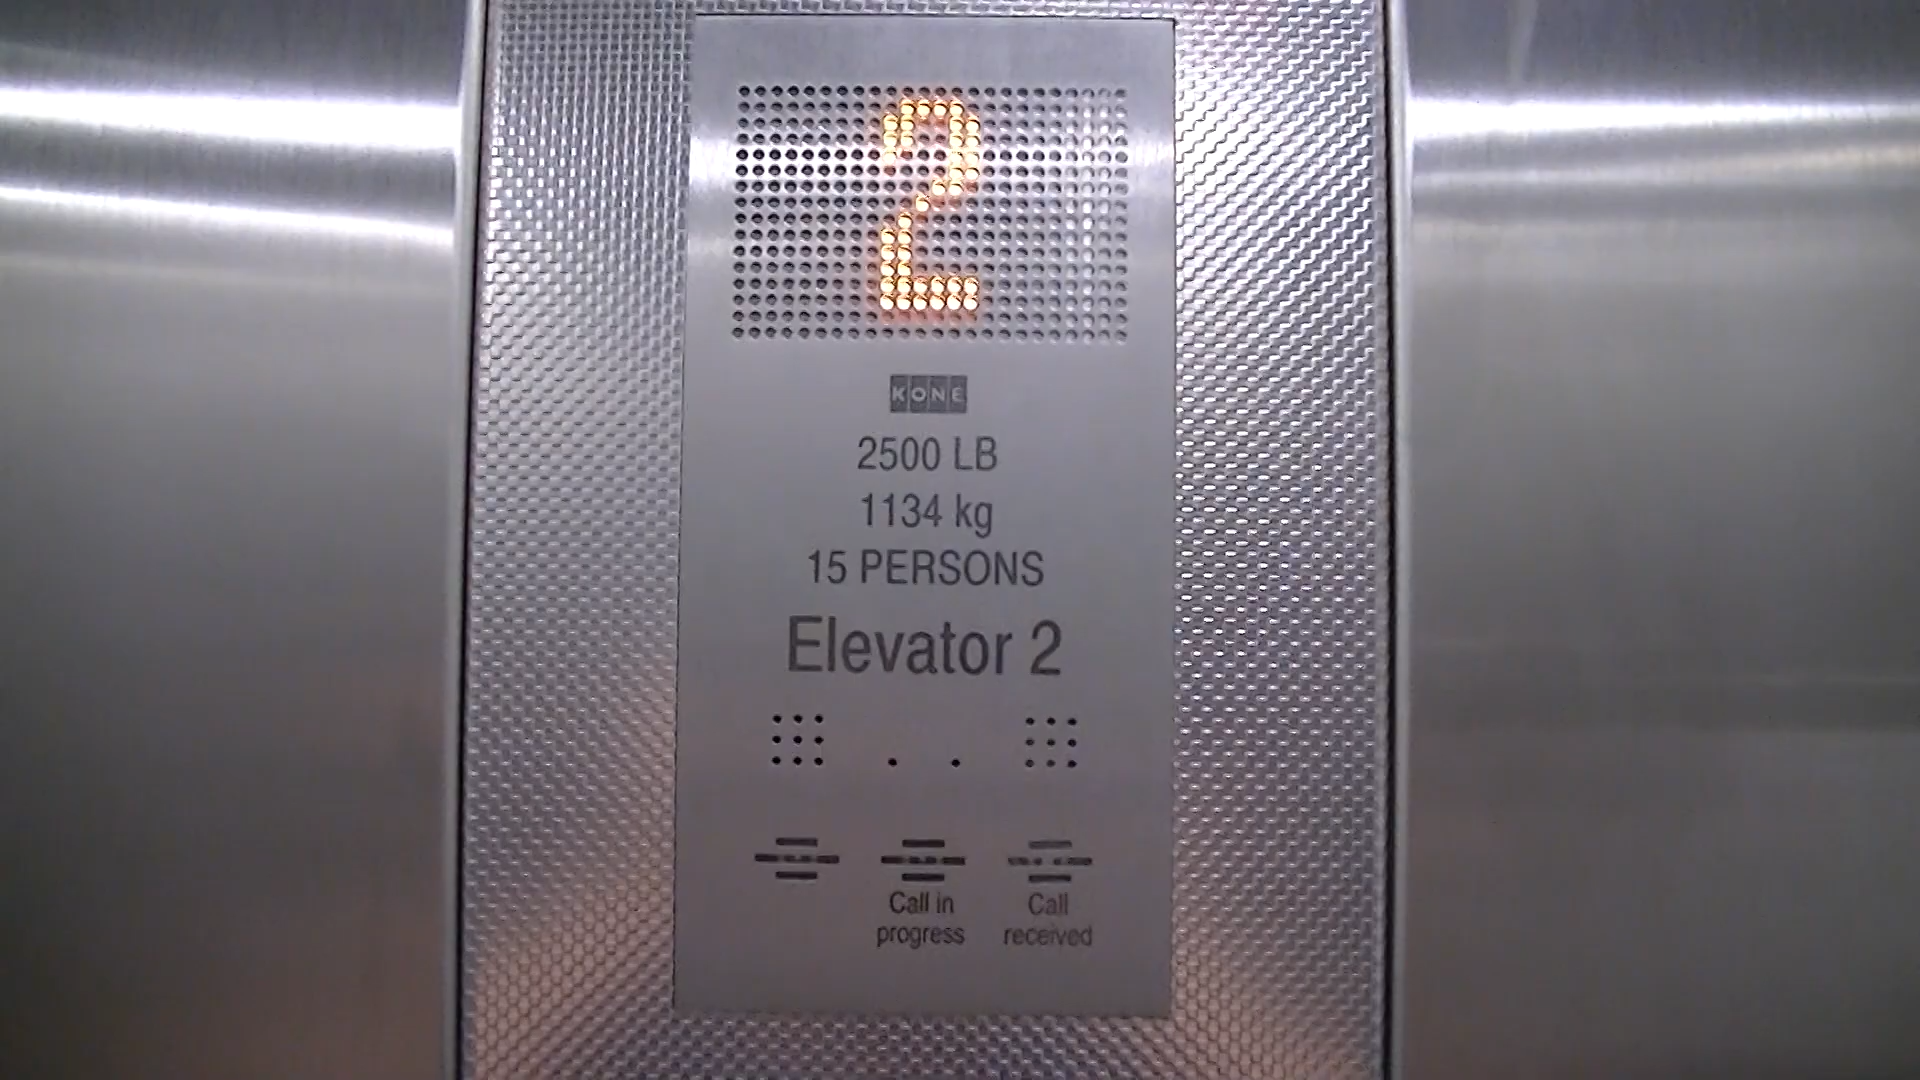 2
KONE
2500 LB
1134 kg
15 PERSONS
Elevator 2
Call in
progress
Call
received